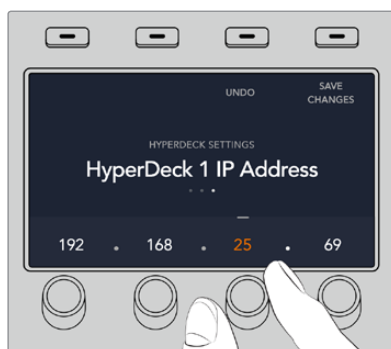 UNDO
SAVE
CHANGES
HYPERDECK SETTINGS
HyperDeck 1 IP Address
192 . 168 . 25 . 69